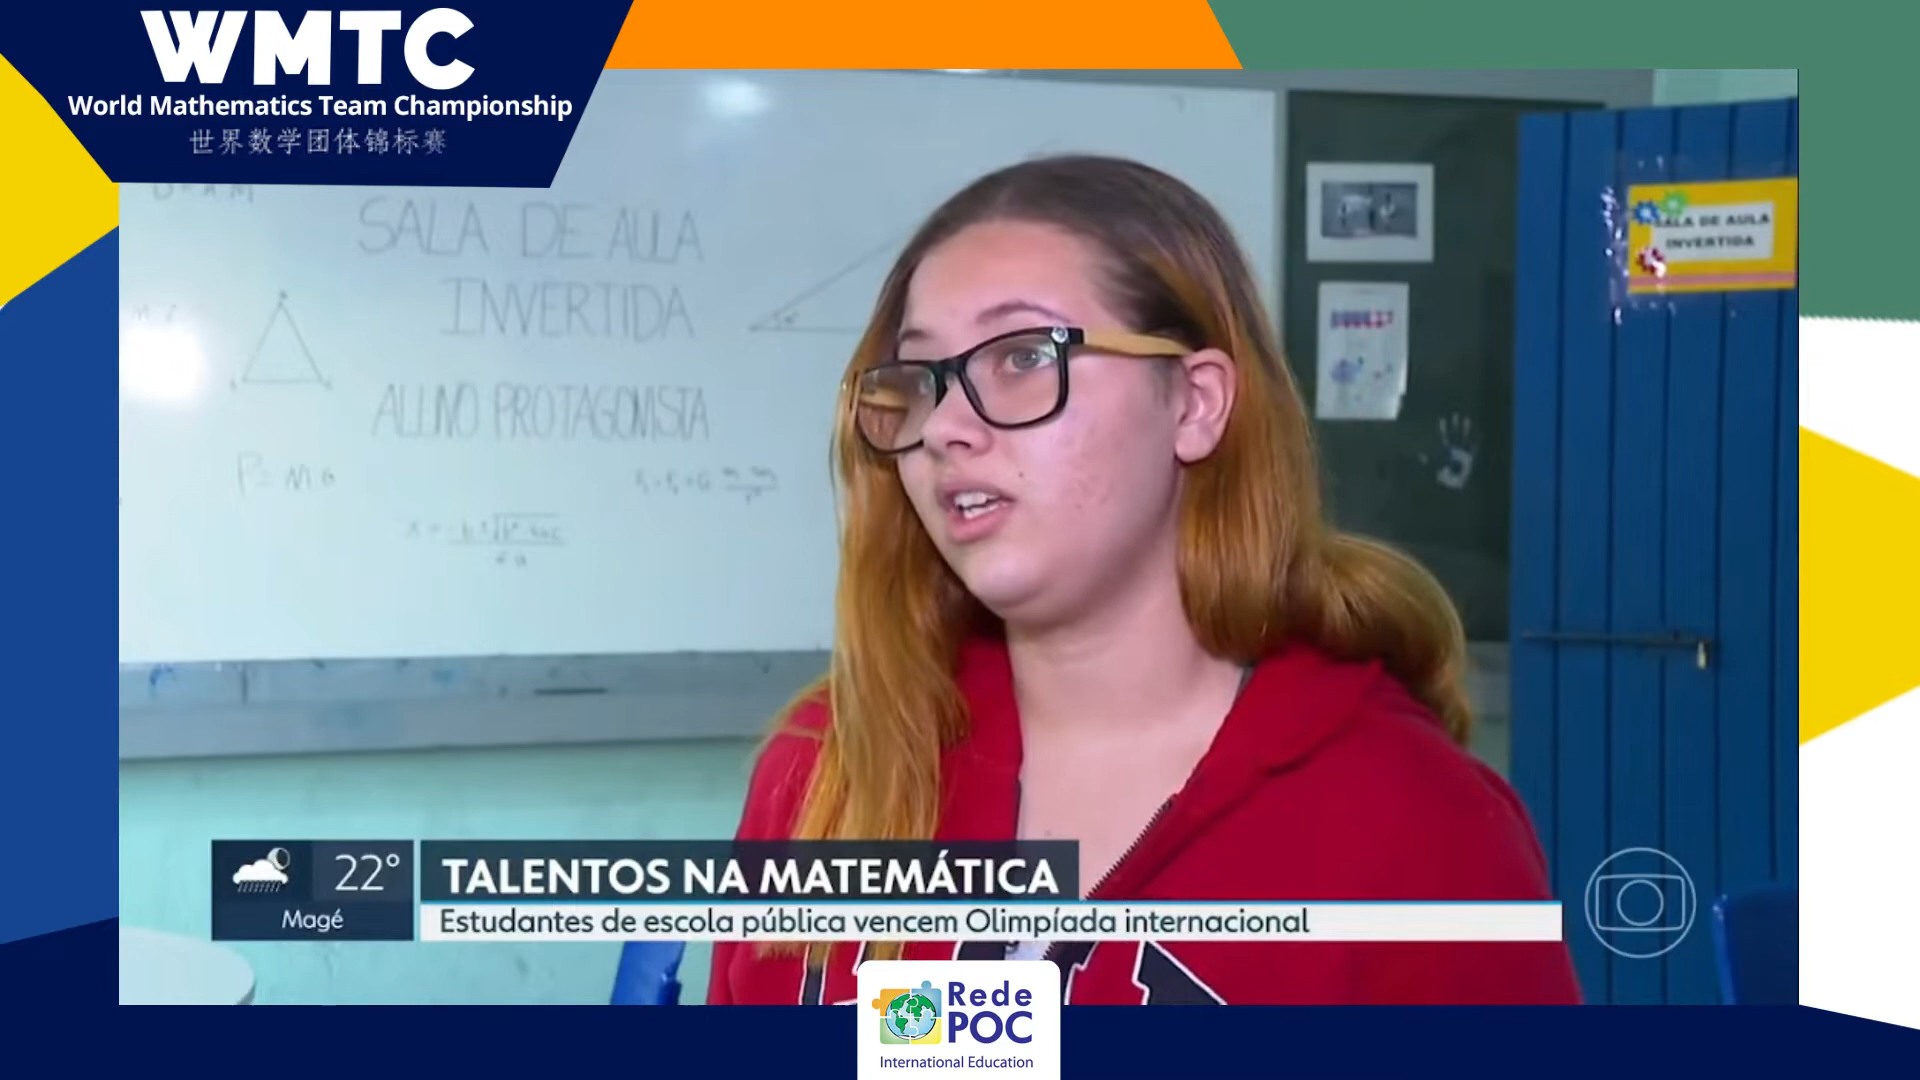 WMTC
World Mathematics Team Championship
世界数学团体锦标赛
SALA DE AULA
INVERTIDA
ALUNO PROTAGONISTA
P = M G
SALA DE AULA
INVERTIDA
22°
Magé
TALENTOS NA MATEMÁTICA
Estudantes de escola pública vencem Olimpíada internacional
Rede
POC
International Education